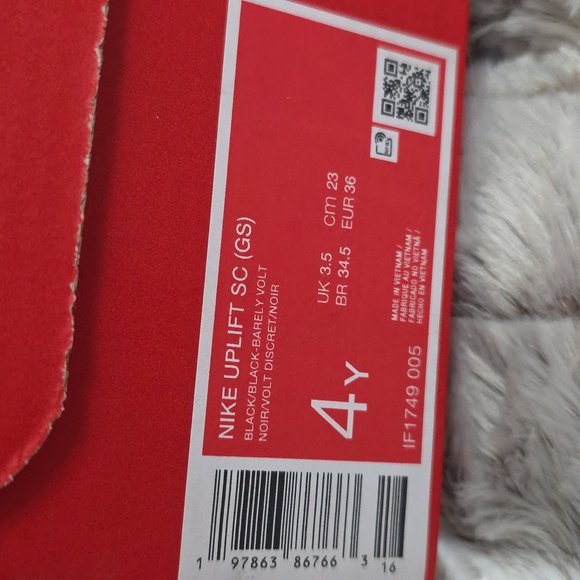 NIKE UPLIFT SC (GS)
BLACK/BLACK-BARELY VOLT
NOIR/VOLT DISCRET/NOIR
4Y
UK 3.5 cm 23
BR 34.5 EUR 36
IF1749 005
MADE IN VIETNAM /
FABRIQUE AU VIETNAM /
FABRICADO NO VIETNÃ /
HECHO EN VIETNAM
1 97863 86766 3 16